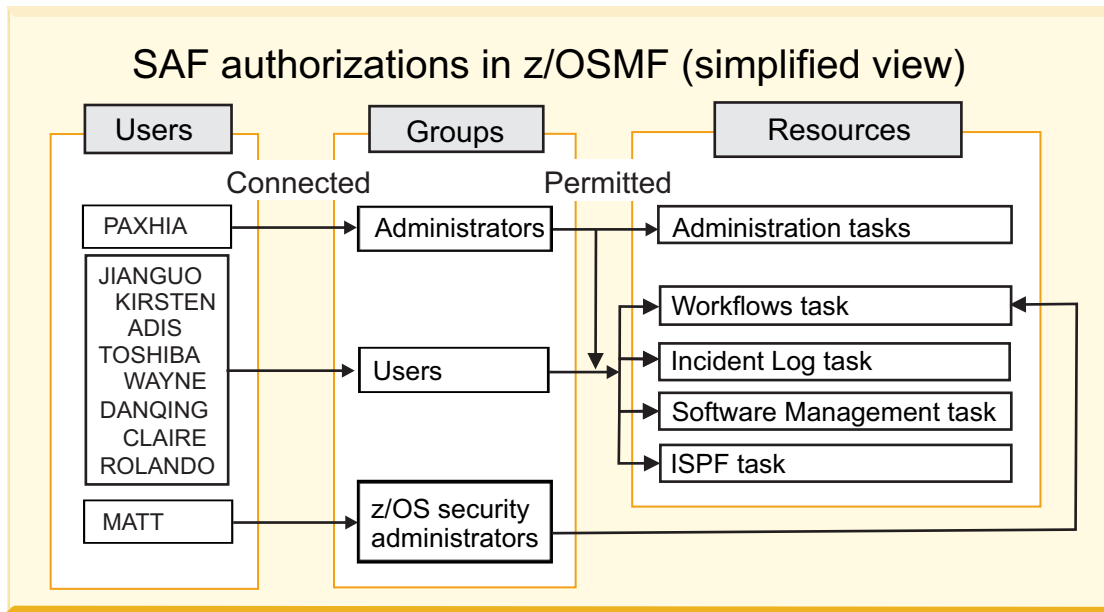 SAF authorizations in z/OSMF (simplified view)
Users
Groups
Resources
Connected
Permitted
PAXHIA
Administrators
Administration tasks
JIANGUO
KIRSTEN
ADIS
TOSHIBA
WAYNE
DANQING
CLAIRE
ROLANDO
Users
Workflows task
Incident Log task
Software Management task
ISPF task
MATT
z/OS security
administrators